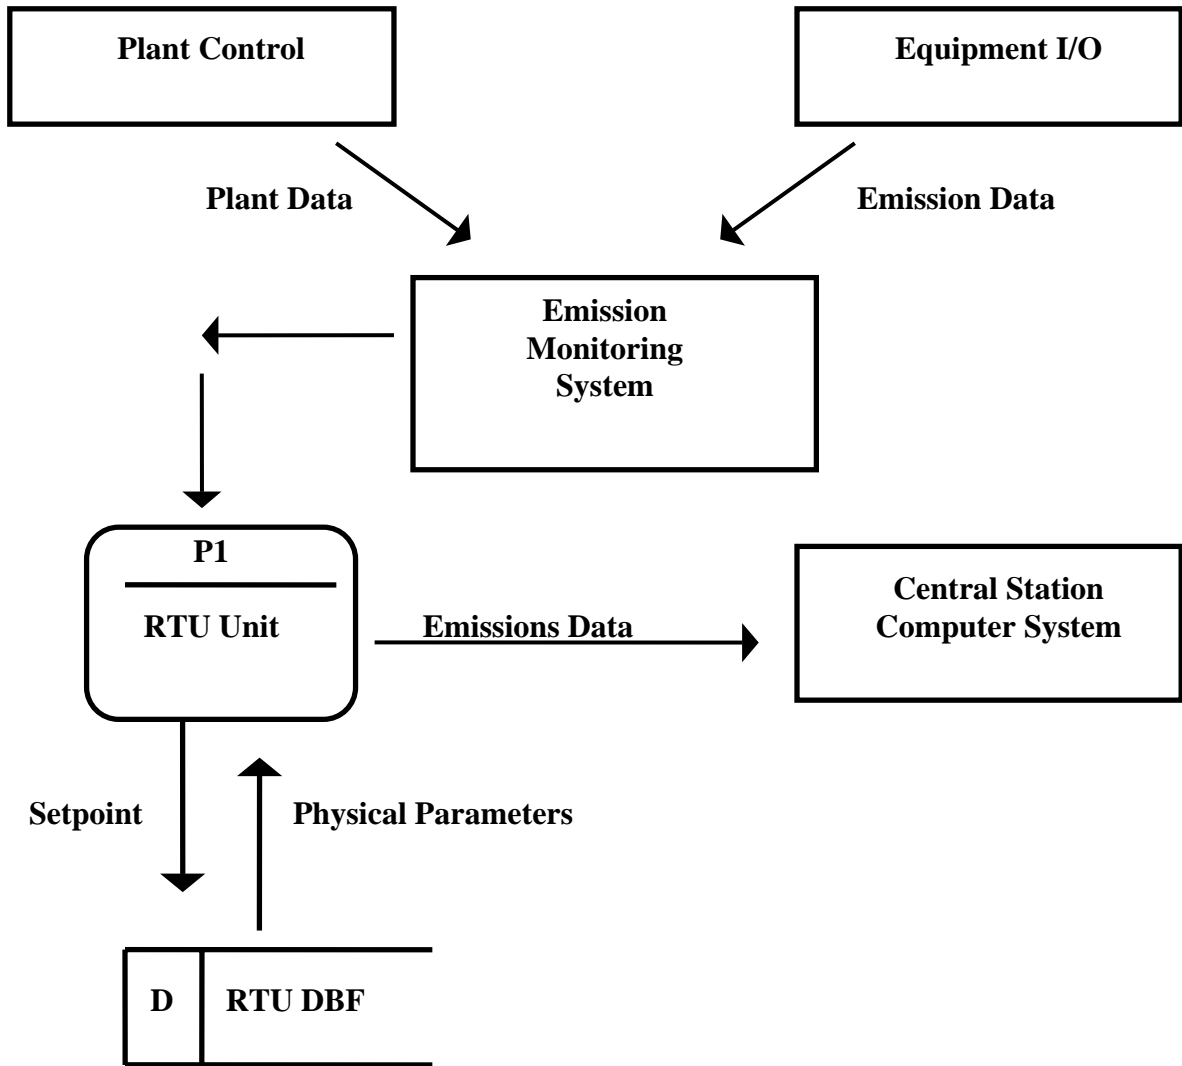 Plant Control
Equipment I/O
Plant Data
Emission Data
Emission
Monitoring
System
P1
RTU Unit
Emissions Data
Central Station
Computer System
Setpoint
Physical Parameters
D
RTU DBF